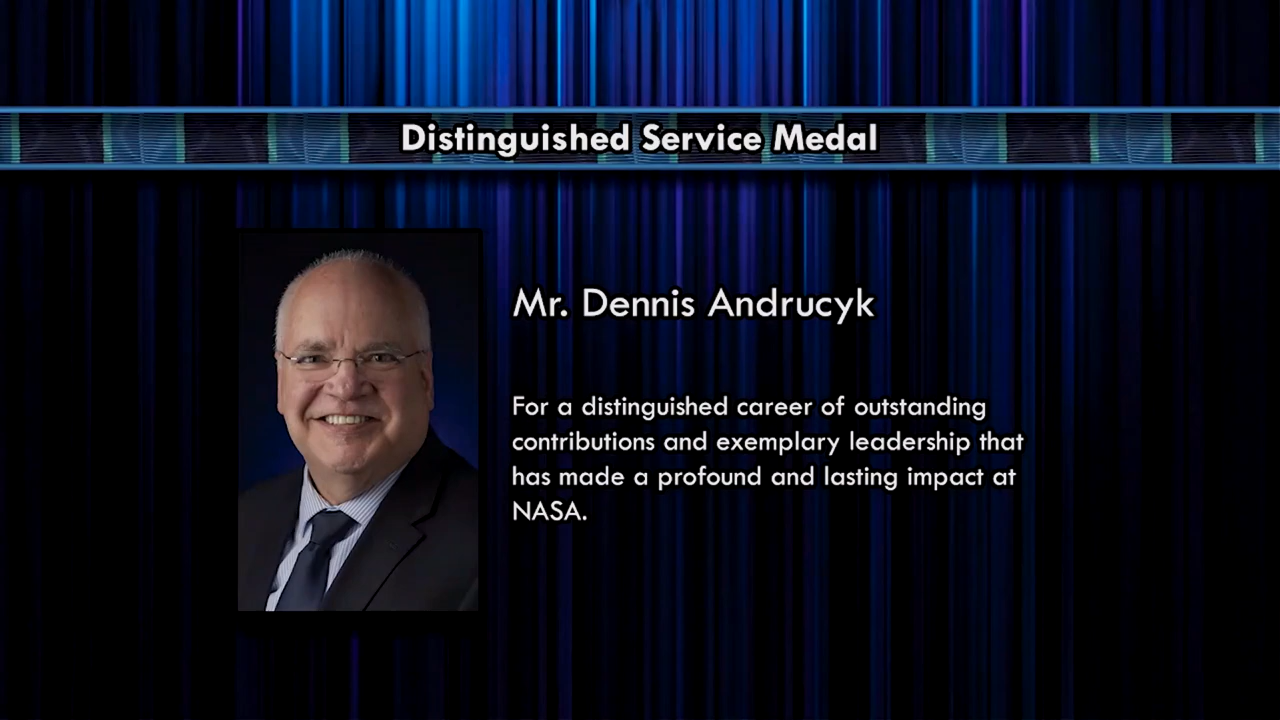 Distinguished Service Medal
Mr. Dennis Andrucyk
For a distinguished career of outstanding
contributions and exemplary leadership that
has made a profound and lasting impact at
NASA.